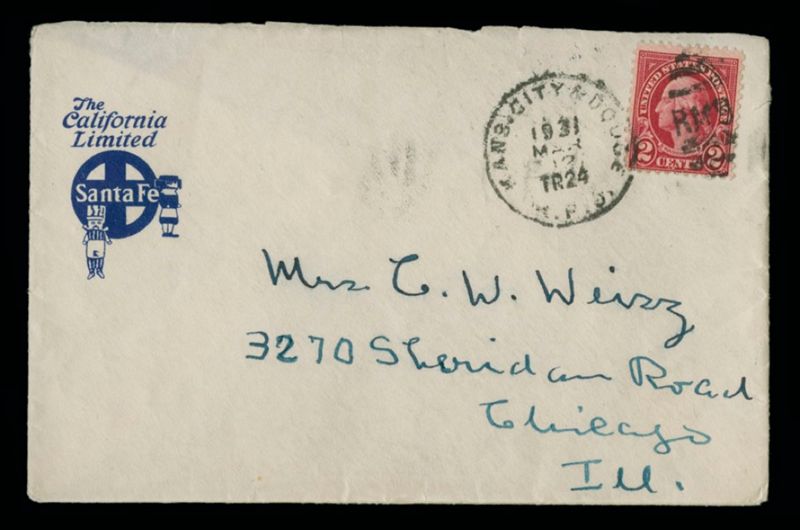 The
California
Limited
Santa Fe
KANS. CITY & DODGE
1931
MAR
12
TR24
R.P.O.
UNITED STATES POSTAGE
2 CENTS 2
RMS
Mrs. C. W. Weisz
3270 Sheridan Road
Chicago
Ill.